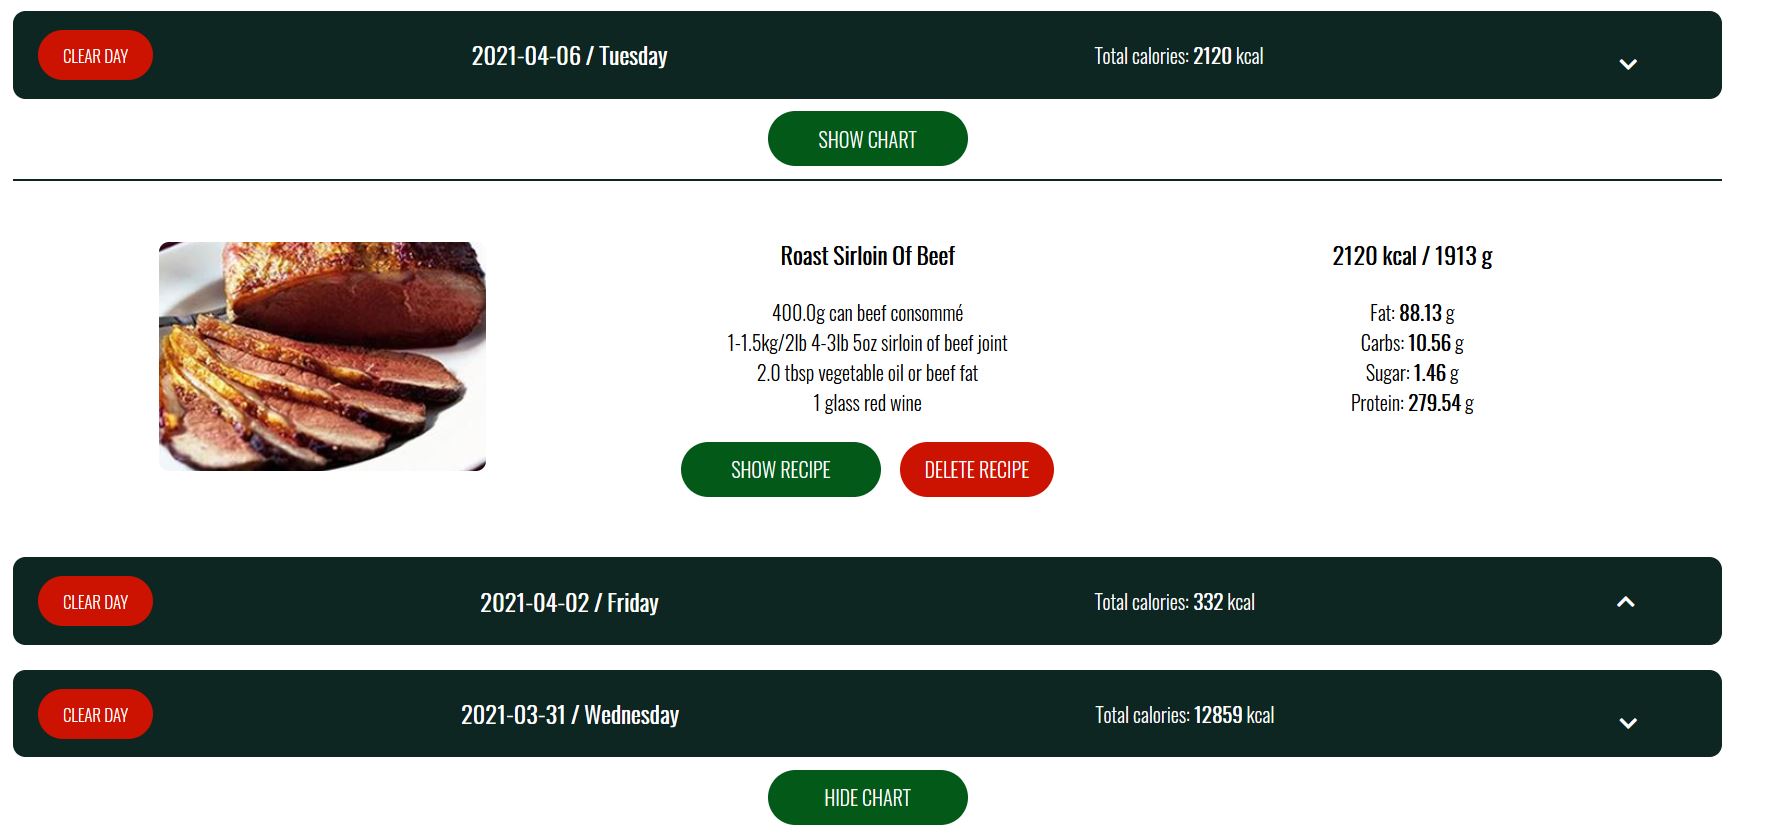 CLEAR DAY 2021-04-06 / Tuesday Total calories: 2120 kcal
SHOW CHART
Roast Sirloin Of Beef
400.0g can beef consommé
1-1.5kg/2lb 4-3lb 5oz sirloin of beef joint
2.0 tbsp vegetable oil or beef fat
1 glass red wine
SHOW RECIPE DELETE RECIPE
2120 kcal / 1913 g
Fat: 88.13 g
Carbs: 10.56 g
Sugar: 1.46 g
Protein: 279.54 g
CLEAR DAY 2021-04-02 / Friday Total calories: 332 kcal
CLEAR DAY 2021-03-31 / Wednesday Total calories: 12859 kcal
HIDE CHART